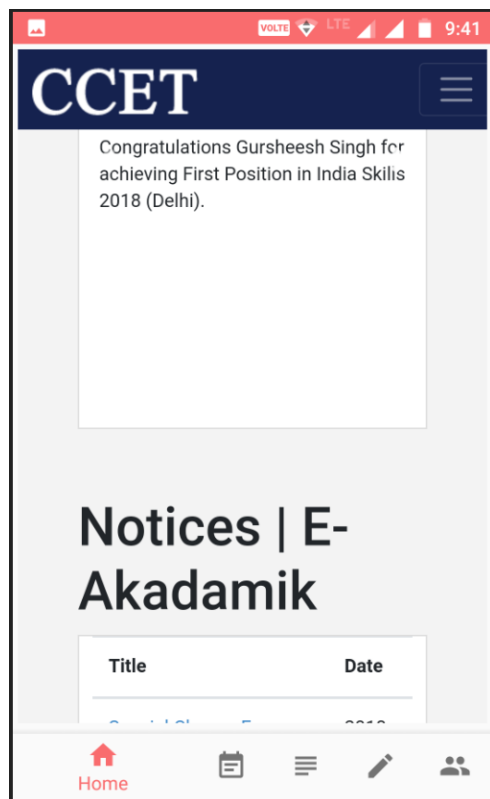 VOLTE LTE 9:41
CCET
Congratulations Gursheesh Singh for
achieving First Position in India Skills
2018 (Delhi).
Notices | E-
Akadamik
Title Date
Home